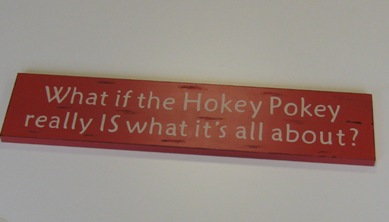 What if the Hokey Pokey
really IS what it's all about?